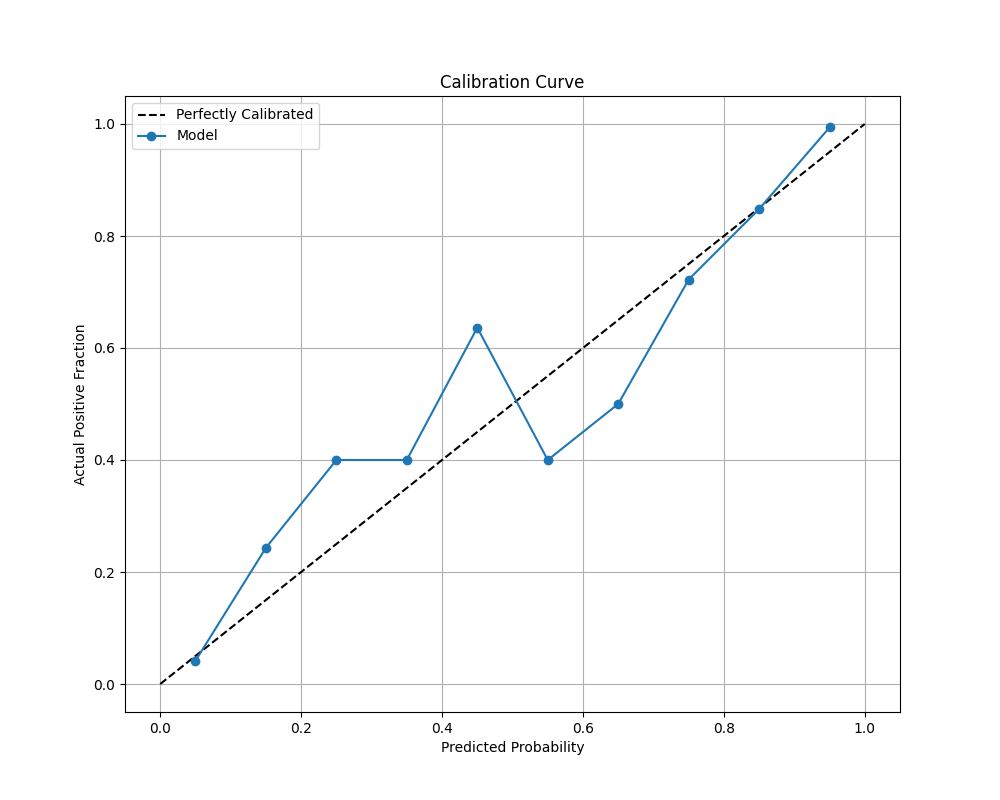 Calibration Curve
Perfectly Calibrated
Model
1.0
0.8
0.6
0.4
0.2
0.0
Actual Positive Fraction
0.0 0.2 0.4 0.6 0.8 1.0
Predicted Probability